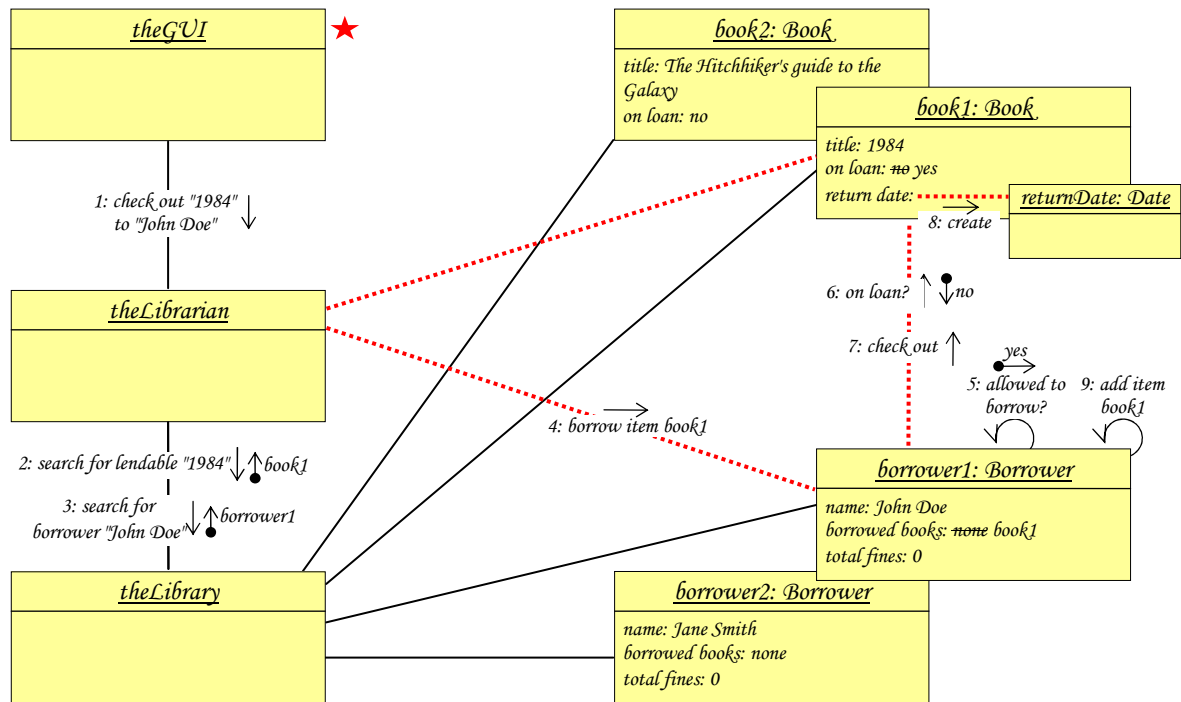 theGUI
book2: Book
title: The Hitchhiker's guide to the
Galaxy
on loan: no
book1: Book
title: 1984
on loan: no yes
return date:
returnDate: Date
8: create
1: check out "1984"
to "John Doe"
theLibrarian
6: on loan?
no
7: check out
yes
5: allowed to
borrow?
9: add item
book1
4: borrow item book1
2: search for lendable "1984"
book1
3: search for
borrower "John Doe"
borrower1
borrower1: Borrower
name: John Doe
borrowed books: none book1
total fines: 0
theLibrary
borrower2: Borrower
name: Jane Smith
borrowed books: none
total fines: 0